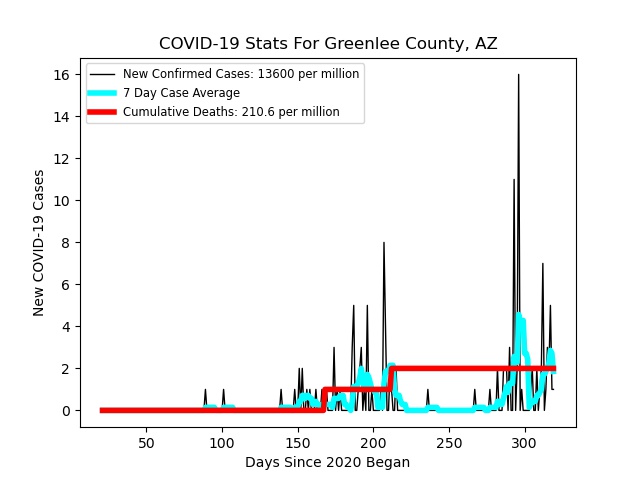 COVID-19 Stats For Greenlee County, AZ
New Confirmed Cases: 13600 per million
7 Day Case Average
Cumulative Deaths: 210.6 per million
New COVID-19 Cases
16
14
12
10
8
6
4
2
0
50 100 150 200 250 300
Days Since 2020 Began